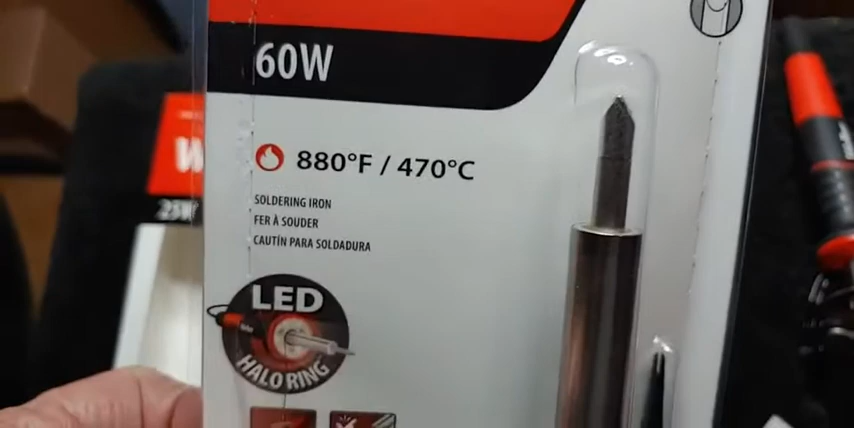 60W
880°F / 470°C
SOLDERING IRON
FER À SOUDER
CAUTÍN PARA SOLDADURA
LED
HALO RING
W
25W